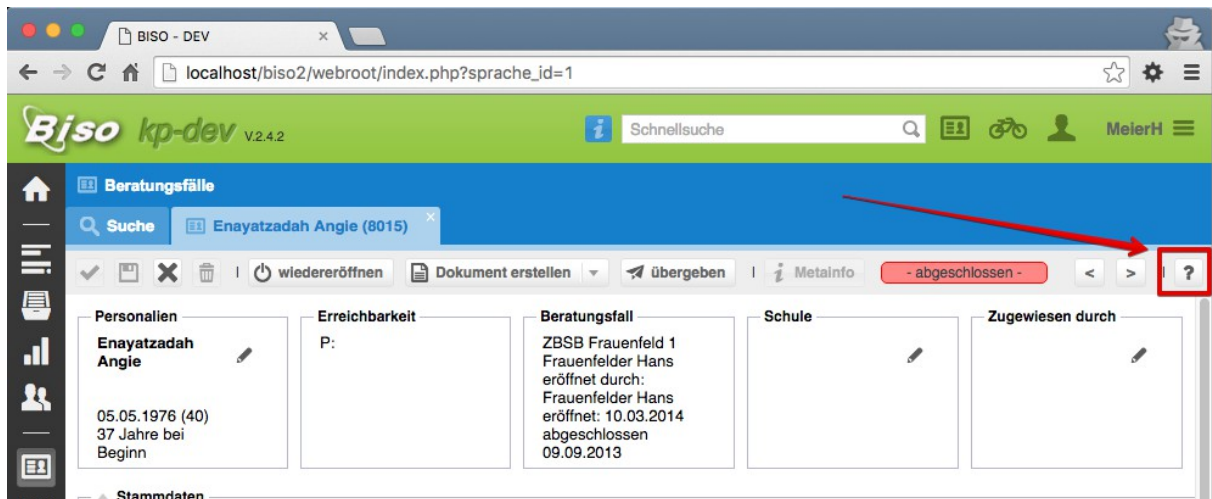 BISO - DEV
localhost/biso2/webroot/index.php?sprache_id=1
Biso kp-dev V.2.4.2
i Schnellsuche MeierH
Beratungsfälle
Suche Enayatzadah Angie (8015)
wiedereröffnen Dokument erstellen übergeben i Metainfo - abgeschlossen - < > ?
Personalien
Enayatzadah
Angie
05.05.1976 (40)
37 Jahre bei
Beginn
Erreichbarkeit
P:
Beratungsfall
ZBSB Frauenfeld 1
Frauenfelder Hans
eröffnet durch:
Frauenfelder Hans
eröffnet: 10.03.2014
abgeschlossen
09.09.2013
Schule
Zugewiesen durch
Stammdaten